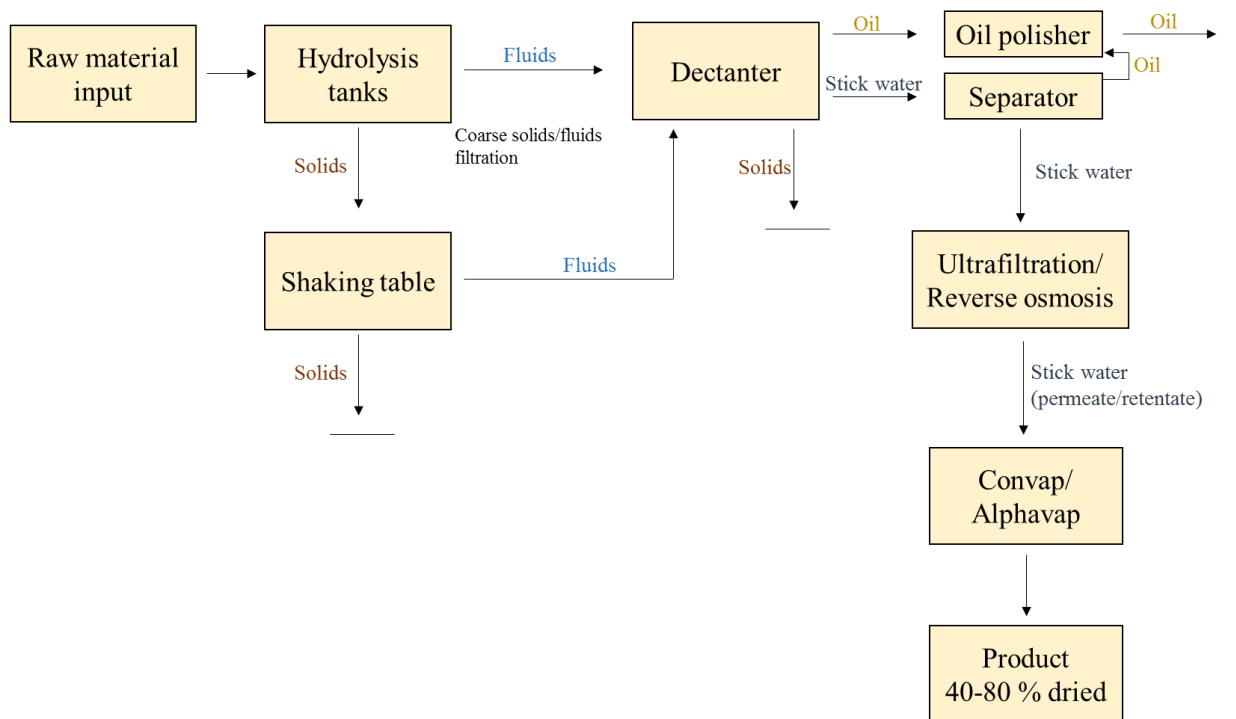 Raw material
input
Hydrolysis
tanks
Fluids
Coarse solids/fluids
filtration
Dectanter
Oil
Stick water
Oil polisher
Separator
Oil
Oil
Solids
Solids
Stick water
Shaking table
Fluids
Ultrafiltration/
Reverse osmosis
Solids
Stick water
(permeate/retentate)
Convap/
Alphavap
Product
40-80 % dried